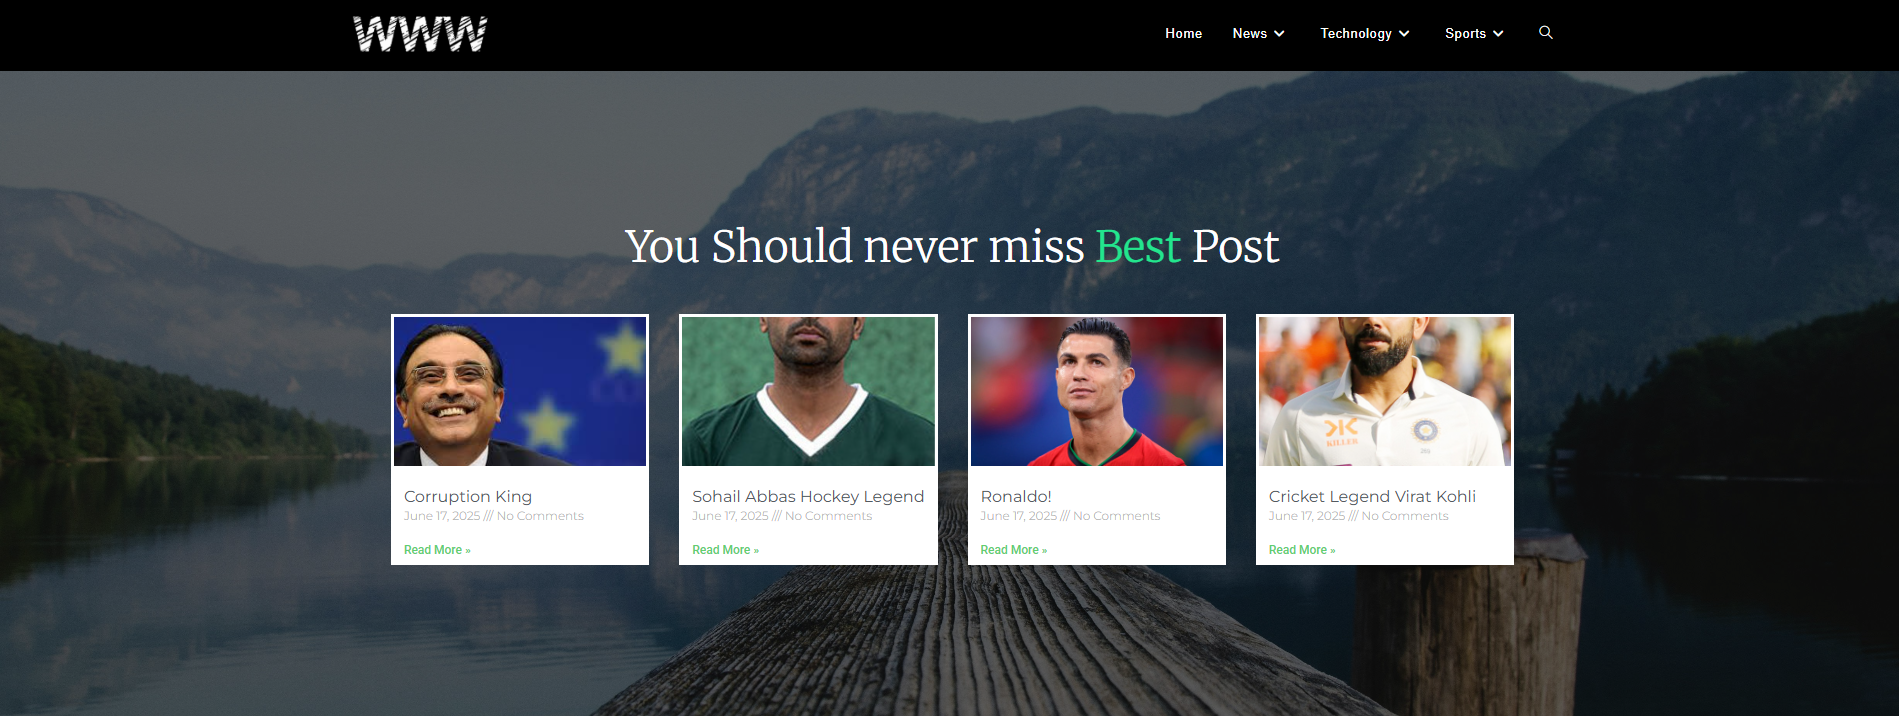 WWW
Home
News
Technology
Sports
You Should never miss Best Post
Corruption King
June 17, 2025 /// No Comments
Read More »
Sohail Abbas Hockey Legend
June 17, 2025 /// No Comments
Read More »
Ronaldo!
June 17, 2025 /// No Comments
Read More »
KILLER
Cricket Legend Virat Kohli
June 17, 2025 /// No Comments
Read More »